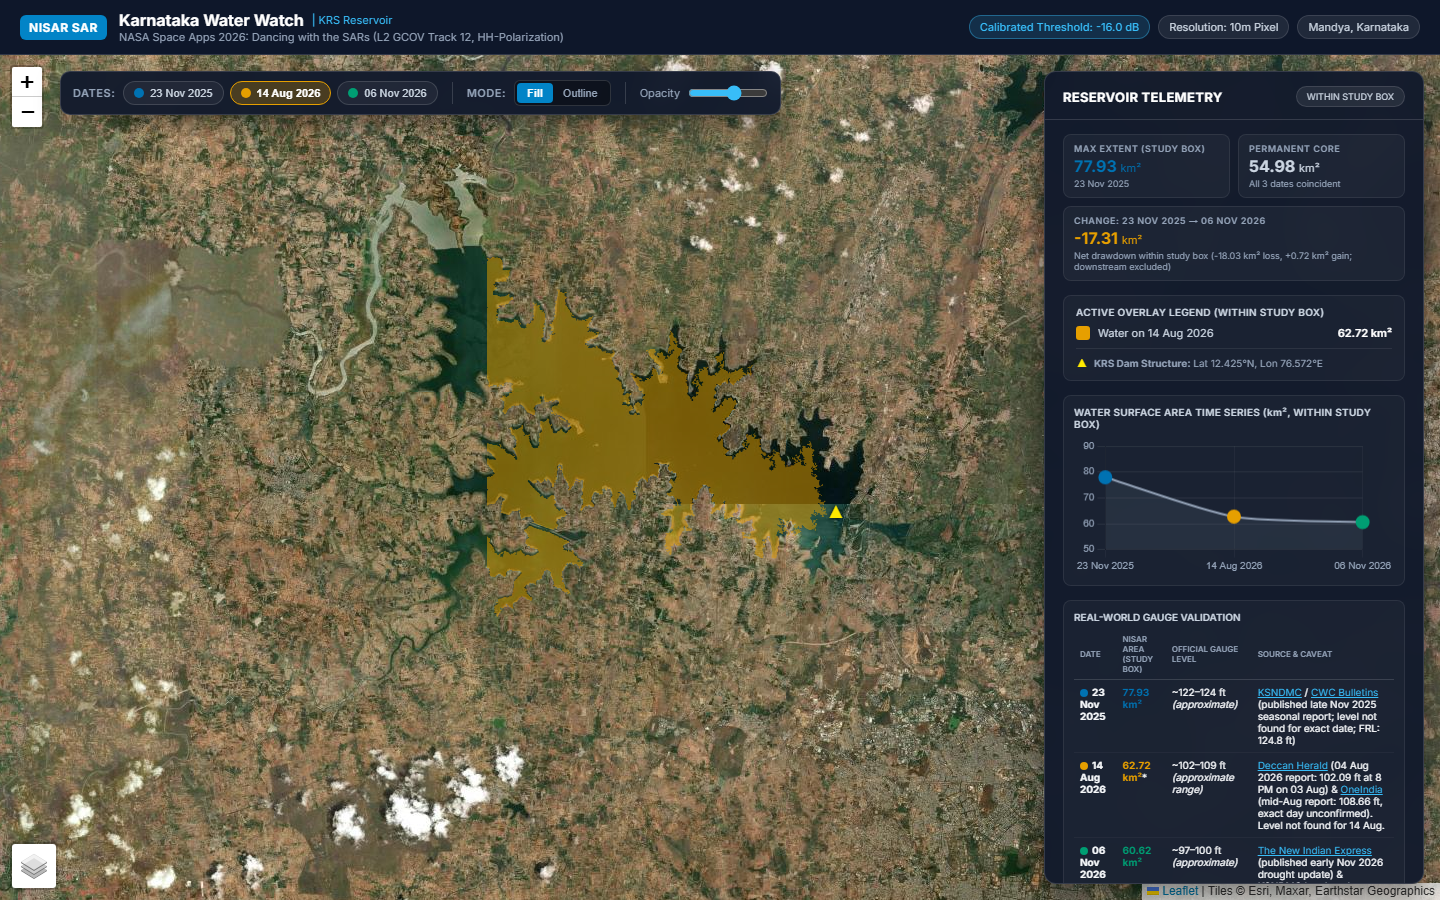 NISAR SAR
Karnataka Water Watch | KRS Reservoir
NASA Space Apps 2026: Dancing with the SARs (L2 GCOV Track 12, HH-Polarization)
Calibrated Threshold: -16.0 dB
Resolution: 10m Pixel
Mandya, Karnataka
+
−
DATES: 23 Nov 2025 14 Aug 2026 06 Nov 2026 MODE: Fill Outline Opacity
RESERVOIR TELEMETRY
WITHIN STUDY BOX
MAX EXTENT (STUDY BOX)
77.93 km²
23 Nov 2025
PERMANENT CORE
54.98 km²
All 3 dates coincident
CHANGE: 23 NOV 2025 → 06 NOV 2026
-17.31 km²
Net drawdown within study box (-18.03 km² loss, +0.72 km² gain;
downstream excluded)
ACTIVE OVERLAY LEGEND (WITHIN STUDY BOX)
Water on 14 Aug 2026 62.72 km²
KRS Dam Structure: Lat 12.425°N, Lon 76.572°E
WATER SURFACE AREA TIME SERIES (km², WITHIN STUDY
BOX)
90
80
70
60
50
23 Nov 2025 14 Aug 2026 06 Nov 2026
REAL-WORLD GAUGE VALIDATION
DATE
NISAR
AREA
(STUDY
BOX)
OFFICIAL GAUGE
LEVEL
SOURCE & CAVEAT
23
Nov
2025
77.93
km²
~122–124 ft
(approximate)
KSNDMC / CWC Bulletins
(published late Nov 2025
seasonal report; level not
found for exact date; FRL:
124.8 ft)
14
Aug
2026
62.72
km²*
~102–109 ft
(approximate
range)
Deccan Herald (04 Aug
2026 report: 102.09 ft at 8
PM on 03 Aug) & OneIndia
(mid-Aug report: 108.66 ft,
exact day unconfirmed).
Level not found for 14 Aug.
06
Nov
2026
60.62
km²
~97–100 ft
(approximate)
The New Indian Express
(published early Nov 2026
drought update) &
Leaflet | Tiles © Esri, Maxar, Earthstar Geographics